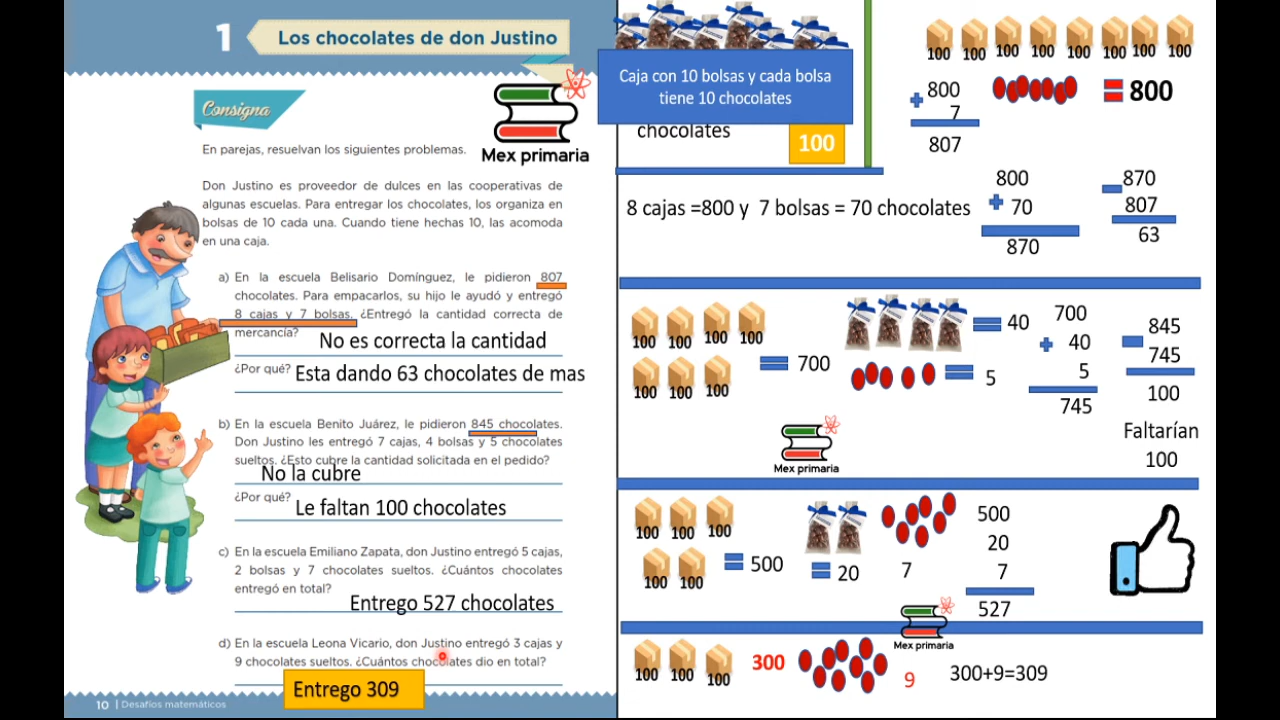 1
Los chocolates de don Justino
Consigna
Mex primaria
En parejas, resuelvan los siguientes problemas.
Don Justino es proveedor de dulces en las cooperativas de
algunas escuelas. Para entregar los chocolates, los organiza en
bolsas de 10 cada una. Cuando tiene hechas 10, las acomoda
en una caja.
a) En la escuela Belisario Domínguez, le pidieron 807
chocolates. Para empacarlos, su hijo le ayudó y entregó
8 cajas y 7 bolsas. ¿Entregó la cantidad correcta de
mercancía?
No es correcta la cantidad
¿Por qué?
Esta dando 63 chocolates de mas
b) En la escuela Benito Juárez, le pidieron 845 chocolates.
Don Justino les entregó 7 cajas, 4 bolsas y 5 chocolates
sueltos. ¿Esto cubre la cantidad solicitada en el pedido?
No la cubre
¿Por qué?
Le faltan 100 chocolates
c) En la escuela Emiliano Zapata, don Justino entregó 5 cajas,
2 bolsas y 7 chocolates sueltos. ¿Cuántos chocolates
entregó en total?
Entrego 527 chocolates
d) En la escuela Leona Vicario, don Justino entregó 3 cajas y
9 chocolates sueltos. ¿Cuántos chocolates dio en total?
Entrego 309
10 | Desafíos matemáticos
Caja con 10 bolsas y cada bolsa
tiene 10 chocolates
chocolates
100
100 100 100 100 100 100 100 100
800
+ 7
807
= 800
8 cajas =800 y 7 bolsas = 70 chocolates
800
+ 70
870
- 870
807
63
100 100 100 100
100 100 100
= 700
= 40
= 5
700
+ 40
5
745
845
- 745
100
Faltarían
100
Mex primaria
100 100 100
100 100
= 500
= 20
7
500
20
7
527
Mex primaria
100 100 100
300
9
300+9=309